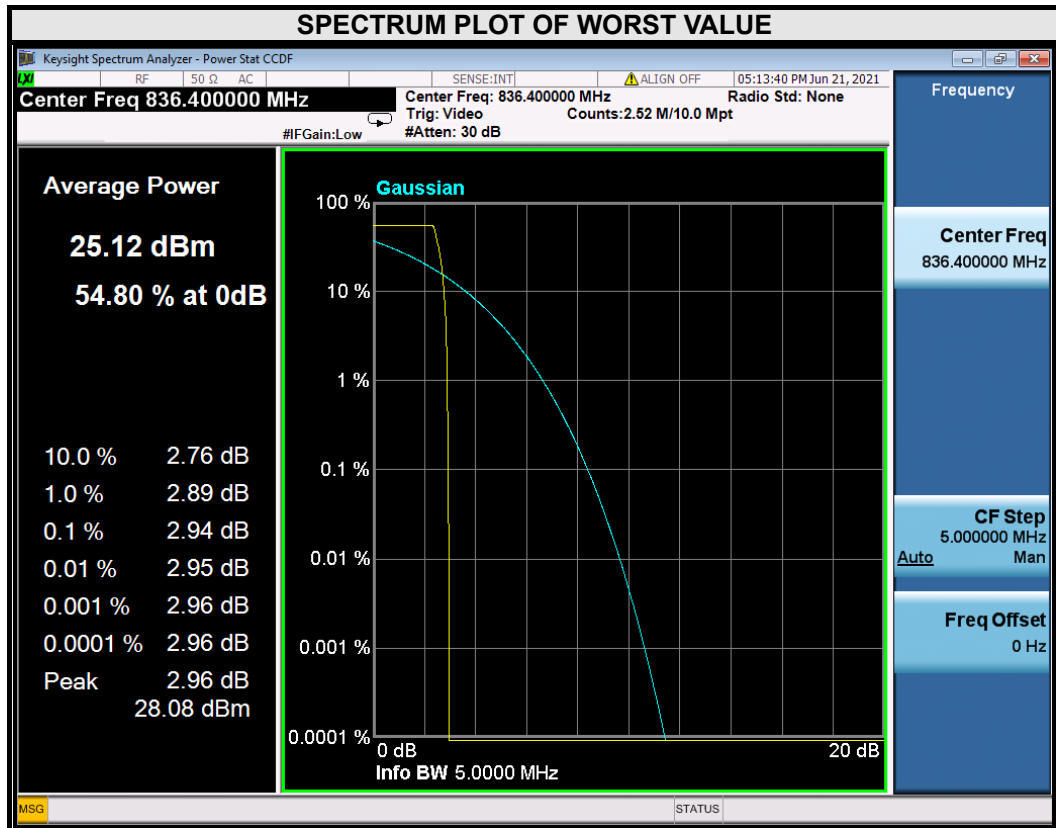 SPECTRUM PLOT OF WORST VALUE
Keysight Spectrum Analyzer - Power Stat CCDF
LXI RF 50 Ω AC SENSE:INT ALIGN OFF 05:13:40 PM Jun 21, 2021
Center Freq 836.400000 MHz
Center Freq: 836.400000 MHz Radio Std: None
Trig: Video Counts:2.52 M/10.0 Mpt
#IFGain:Low #Atten: 30 dB
Frequency
Average Power
25.12 dBm
54.80 % at 0dB
10.0 % 2.76 dB
1.0 % 2.89 dB
0.1 % 2.94 dB
0.01 % 2.95 dB
0.001 % 2.96 dB
0.0001 % 2.96 dB
Peak 2.96 dB
28.08 dBm
Gaussian
100 %
10 %
1 %
0.1 %
0.01 %
0.001 %
0.0001 %
0 dB 20 dB
Info BW 5.0000 MHz
Center Freq
836.400000 MHz
CF Step
5.000000 MHz
Auto Man
Freq Offset
0 Hz
MSG STATUS